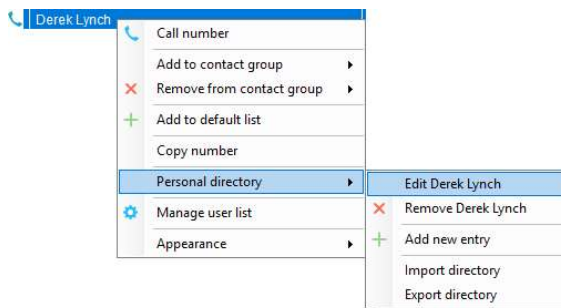 Derek Lynch
Call number
Add to contact group
Remove from contact group
Add to default list
Copy number
Personal directory
Edit Derek Lynch
Remove Derek Lynch
Manage user list
Add new entry
Appearance
Import directory
Export directory